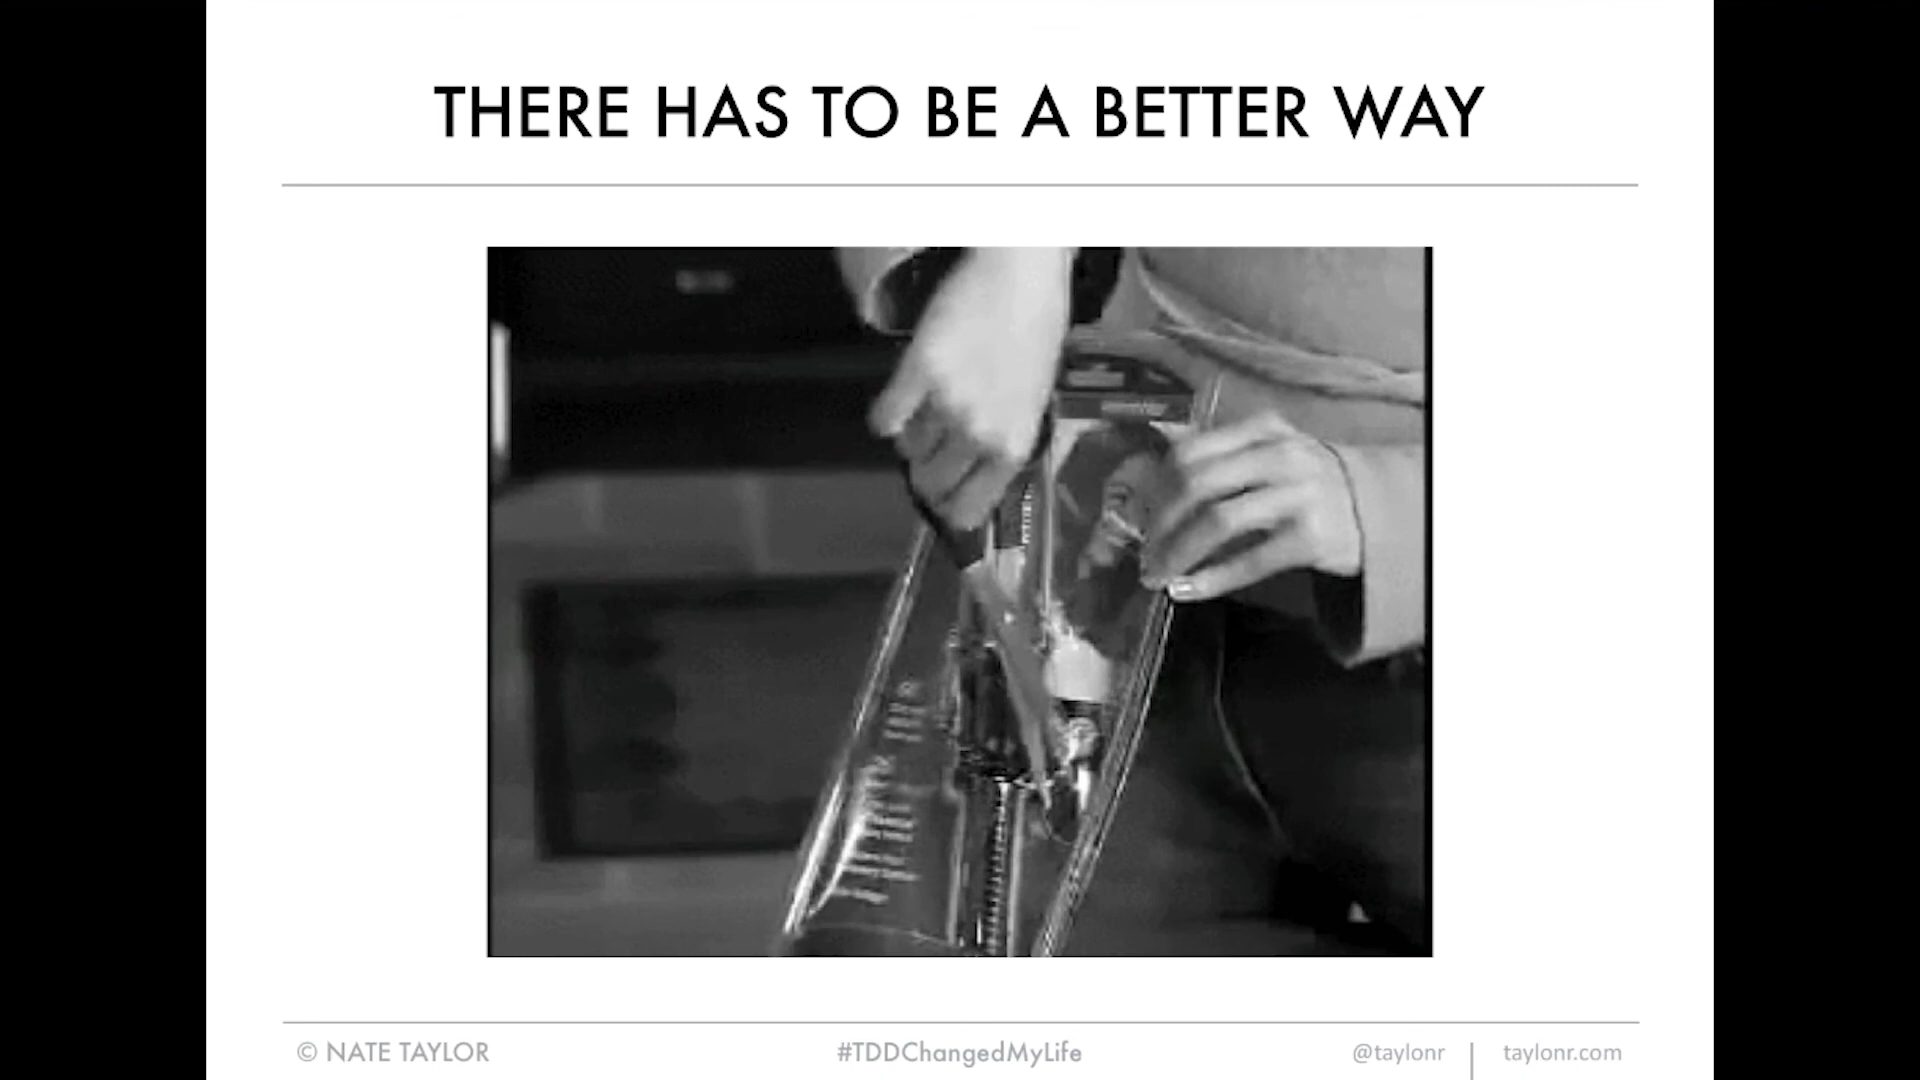 THERE HAS TO BE A BETTER WAY
© NATE TAYLOR
#TDDChangedMyLife
@taylonr
taylonr.com